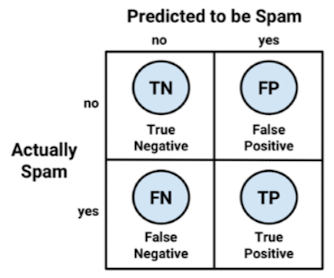 Predicted to be Spam
no yes
no
TN FP
True Negative
False Positive
Actually Spam
yes
FN TP
False Negative
True Positive